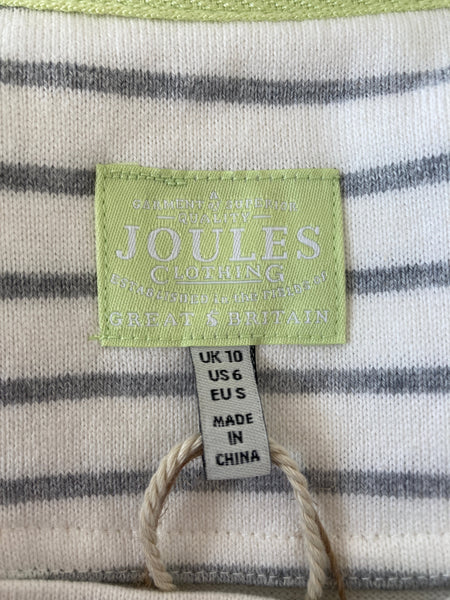 A
GARMENT OF SUPERIOR
QUALITY
JOULES
CLOTHING
GREAT & BRITAIN
UK 10
US 6
EU S
MADE
IN
CHINA